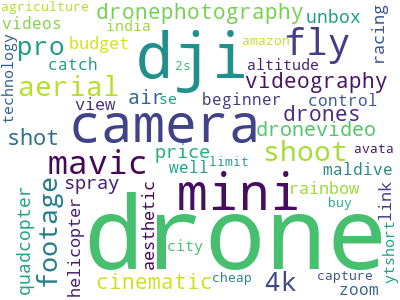 agriculture
dronephotography
videos
india
unbox
racing
pro
budget
amazon
dji
fly
catch
2s
altitude
technology
aerial
air
se
videography
view
beginner
control
shot
camera
drones
dronevideo
mavic
price
shoot
avata
well
limit
maldive
spray
mini
rainbow
link
quadcopter
footage
helicopter
aesthetic
drone
buy
ytshort
city
cinematic
cheap
4k
capture
zoom